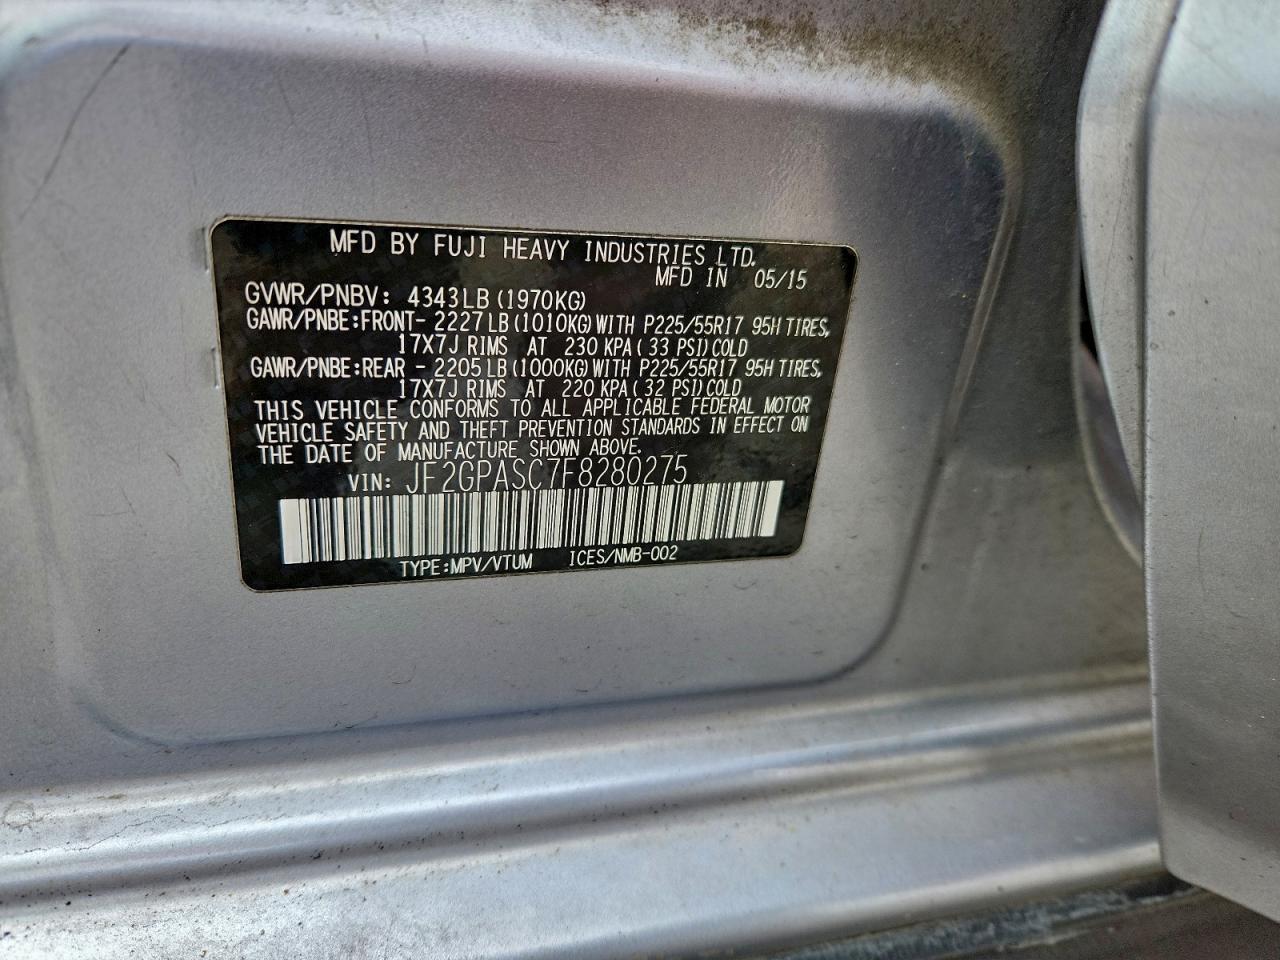 MFD BY FUJI HEAVY INDUSTRIES LTD.
MFD IN 05/15
GVWR/PNBV: 4343LB (1970KG)
GAWR/PNBE:FRONT- 2227LB (1010KG) WITH P225/55R17 95H TIRES,
17X7J RIMS AT 230 KPA ( 33 PSI) COLD
GAWR/PNBE:REAR - 2205LB (1000KG) WITH P225/55R17 95H TIRES,
17X7J RIMS AT 220 KPA ( 32 PSI) COLD
THIS VEHICLE CONFORMS TO ALL APPLICABLE FEDERAL MOTOR
VEHICLE SAFETY AND THEFT PREVENTION STANDARDS IN EFFECT ON
THE DATE OF MANUFACTURE SHOWN ABOVE.
VIN: JF2GPASC7F8280275
TYPE:MPV/VTUM ICES/NMB-002